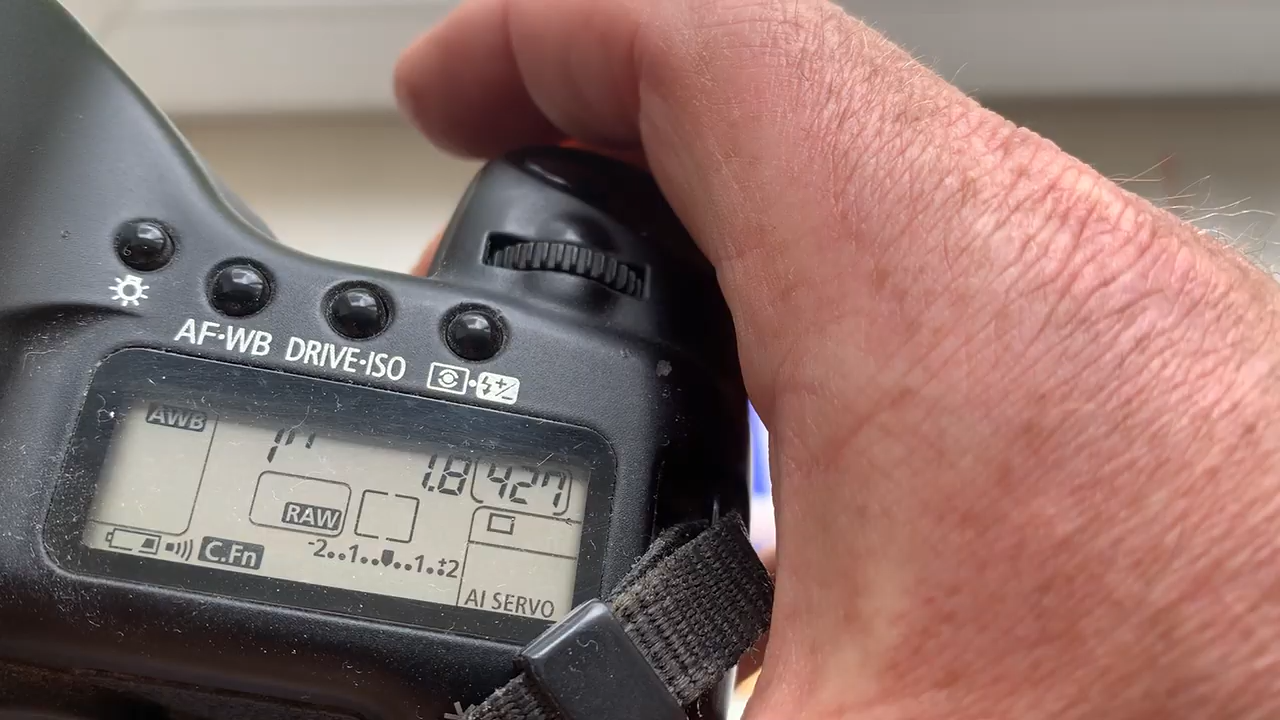 AF•WB DRIVE•ISO
AWB
1"
1.8 427
RAW
C.Fn
-2..1..▮..1.+2
AI SERVO